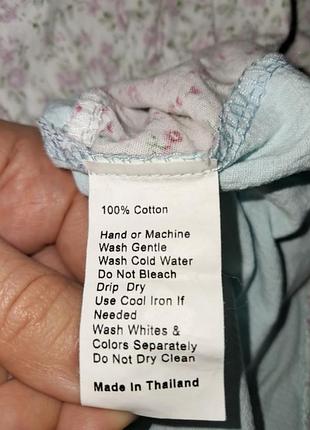 100% Cotton
Hand or Machine
Wash Gentle
Wash Cold Water
Do Not Bleach
Drip Dry
Use Cool Iron If
Needed
Wash Whites &
Colors Separately
Do Not Dry Clean
Made in Thailand